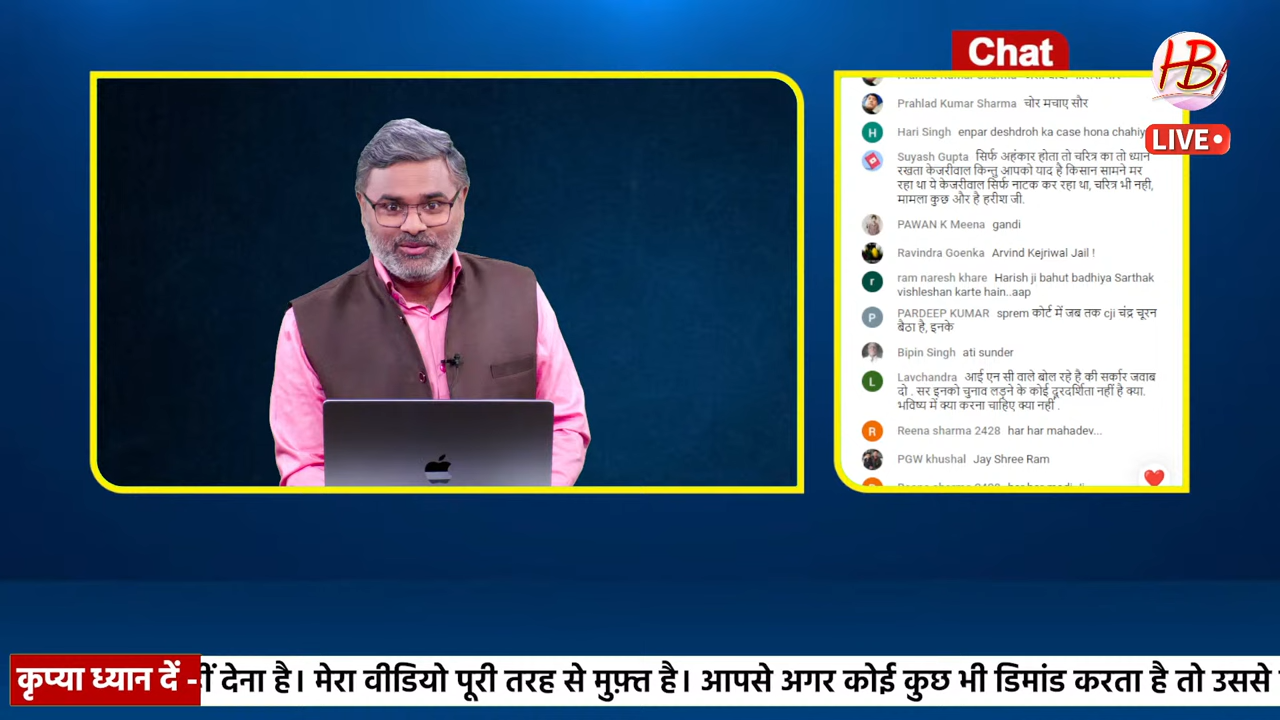 Chat
HB
LIVE
Prahlad Kumar Sharma चोर मचाए सौर
Hari Singh enpar deshdroh ka case hona chahiy
Suyash Gupta सिर्फ अहंकार होता तो चरित्र का तो ध्यान
रखता केजरीवाल किन्तु आपको याद है किसान सामने मर
रहा था ये केजरीवाल सिर्फ नाटक कर रहा था, चरित्र भी नही,
मामला कुछ और है हरीश जी.
PAWAN K Meena gandi
Ravindra Goenka Arvind Kejriwal Jail !
ram naresh khare Harish ji bahut badhiya Sarthak
vishleshan karte hain..aap
PARDEEP KUMAR sprem कोर्ट में जब तक cji चंद्र चूरन
बैठा है, इनके
Bipin Singh ati sunder
Lavchandra आई एन सी वाले बोल रहे है की सर्कार जवाब
दो . सर इनको चुनाव लड़ने के कोई दूरदर्शिता नहीं है क्या.
भविष्य में क्या करना चाहिए क्या नहीं .
Reena sharma 2428 har har mahadev...
PGW khushal Jay Shree Ram
कृप्या ध्यान दें - देना है। मेरा वीडियो पूरी तरह से मुफ़्त है। आपसे अगर कोई कुछ भी डिमांड करता है तो उससे